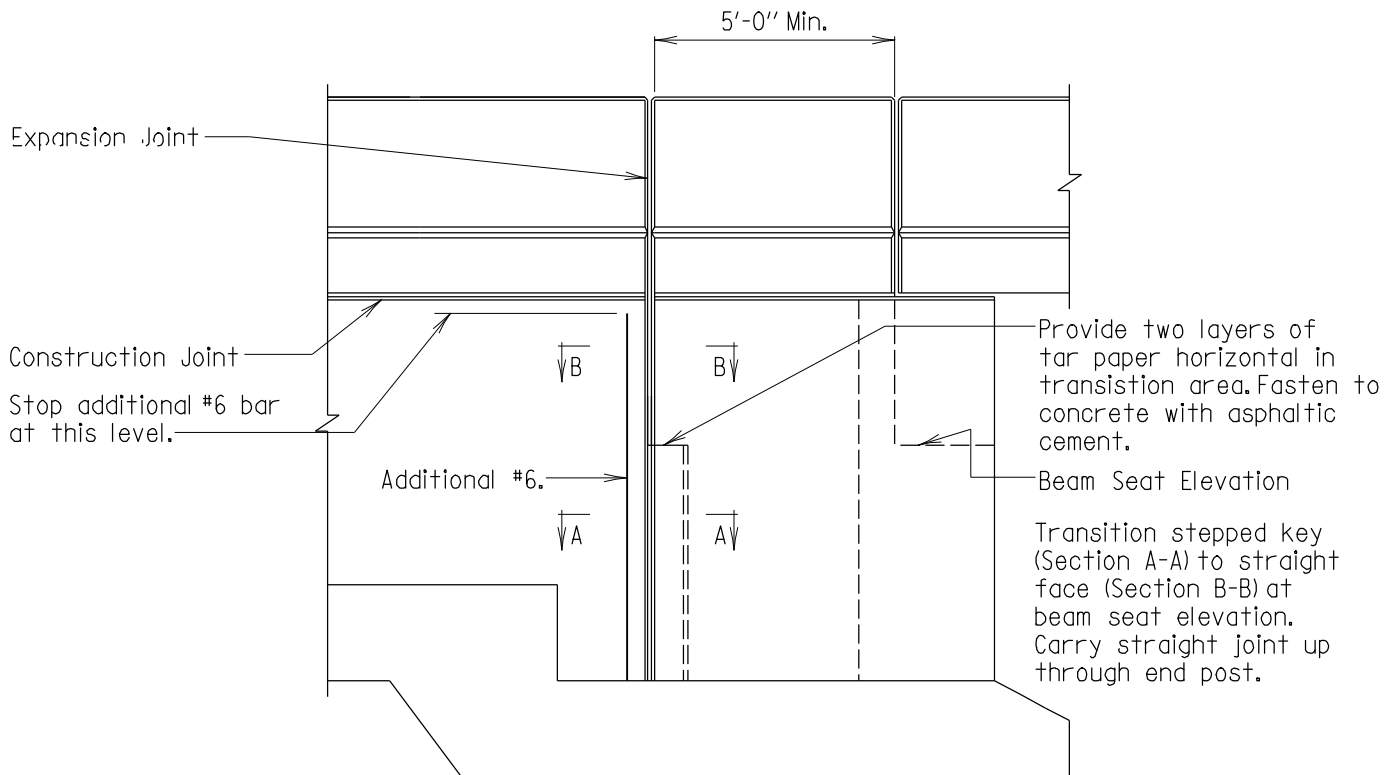 5'-0" Min.
Expansion Joint
Construction Joint
Stop additional #6 bar
at this level.
B
B
Additional #6.
A
A
Provide two layers of
tar paper horizontal in
transistion area. Fasten to
concrete with asphaltic
cement.
Beam Seat Elevation
Transition stepped key
(Section A-A) to straight
face (Section B-B) at
beam seat elevation.
Carry straight joint up
through end post.